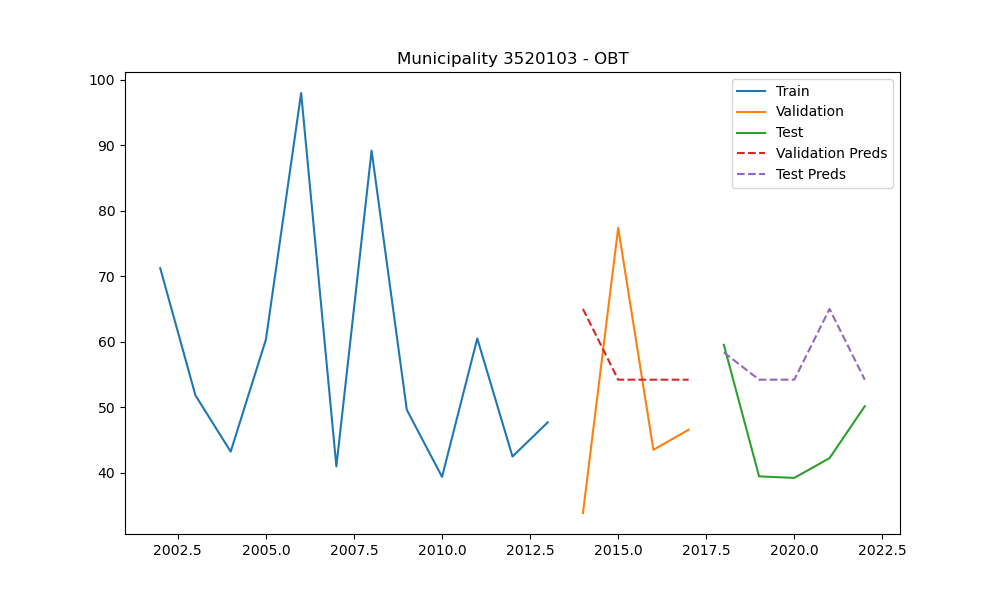 Municipality 3520103 - OBT
100
90
80
70
60
50
40
2002.5 2005.0 2007.5 2010.0 2012.5 2015.0 2017.5 2020.0 2022.5
Train
Validation
Test
Validation Preds
Test Preds